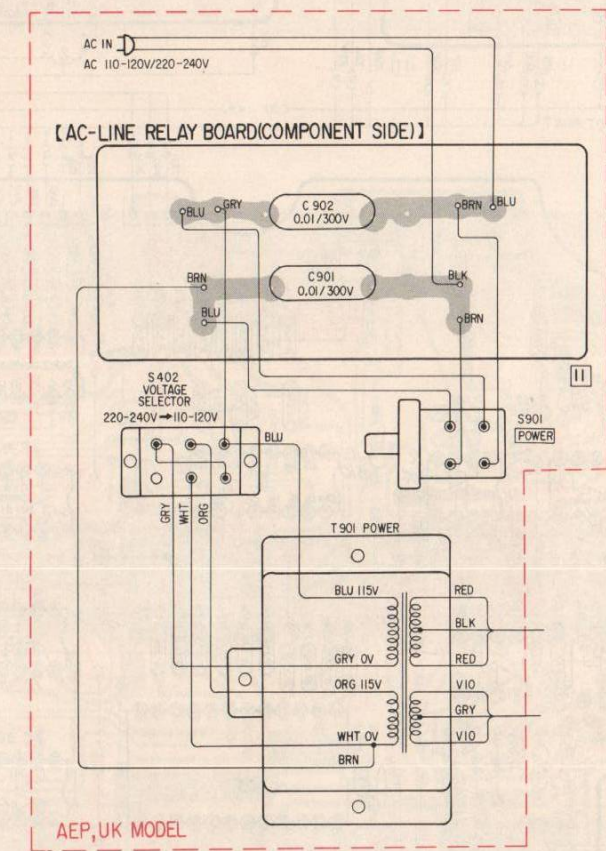 AC IN
AC 110-120V/220-240V
【AC-LINE RELAY BOARD(COMPONENT SIDE)】
BLU
GRY
C 902
0.01/300V
BRN
BLU
BRN
C901
0.01/300V
BLK
BLU
BRN
11
S402
VOLTAGE
SELECTOR
220-240V→110-120V
BLU
S901
POWER
GRY
WHT
ORG
T901 POWER
BLU 115V
RED
BLK
GRY 0V
RED
ORG 115V
VIO
GRY
WHT 0V
VIO
BRN
AEP,UK MODEL